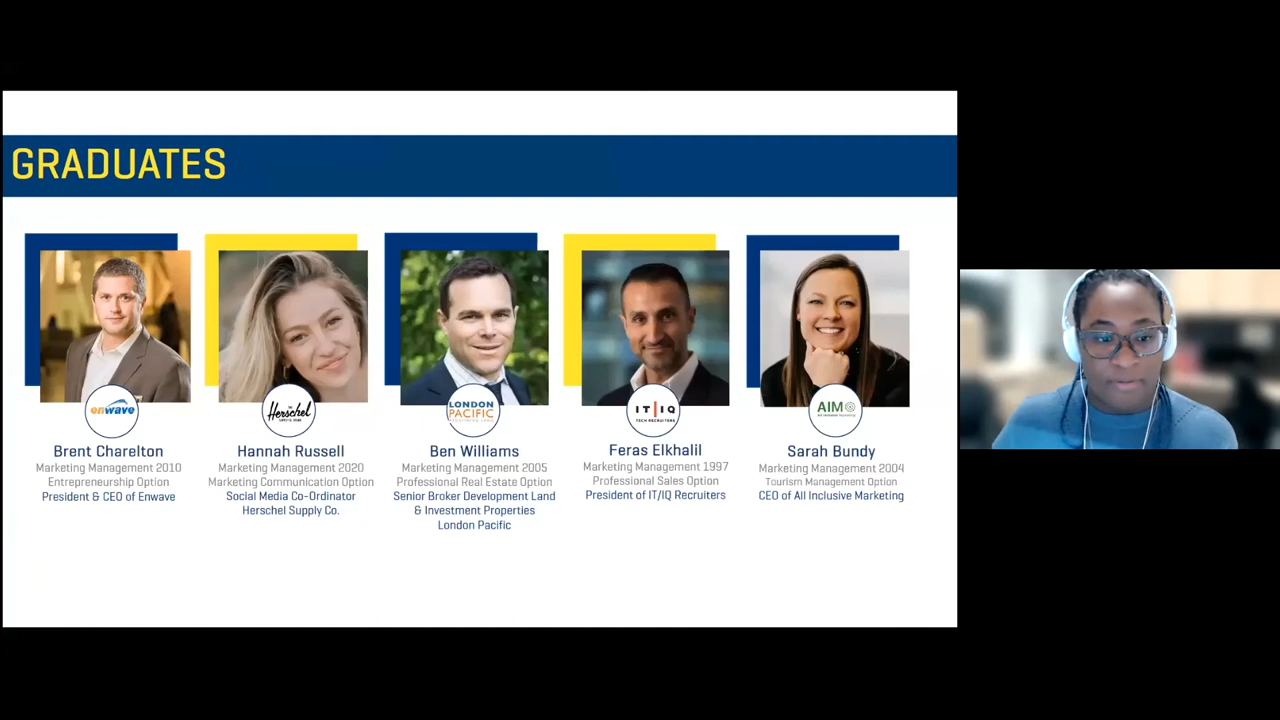 GRADUATES
enwave
The
Herschel
LONDON
PACIFIC
IT|IQ
TECH RECRUITERS
AIM
Brent Charelton
Marketing Management 2010
Entrepreneurship Option
President & CEO of Enwave
Hannah Russell
Marketing Management 2020
Marketing Communication Option
Social Media Co-Ordinator
Herschel Supply Co.
Ben Williams
Marketing Management 2005
Professional Real Estate Option
Senior Broker Development Land
& Investment Properties
London Pacific
Feras Elkhalil
Marketing Management 1997
Professional Sales Option
President of IT/IQ Recruiters
Sarah Bundy
Marketing Management 2004
Tourism Management Option
CEO of All Inclusive Marketing